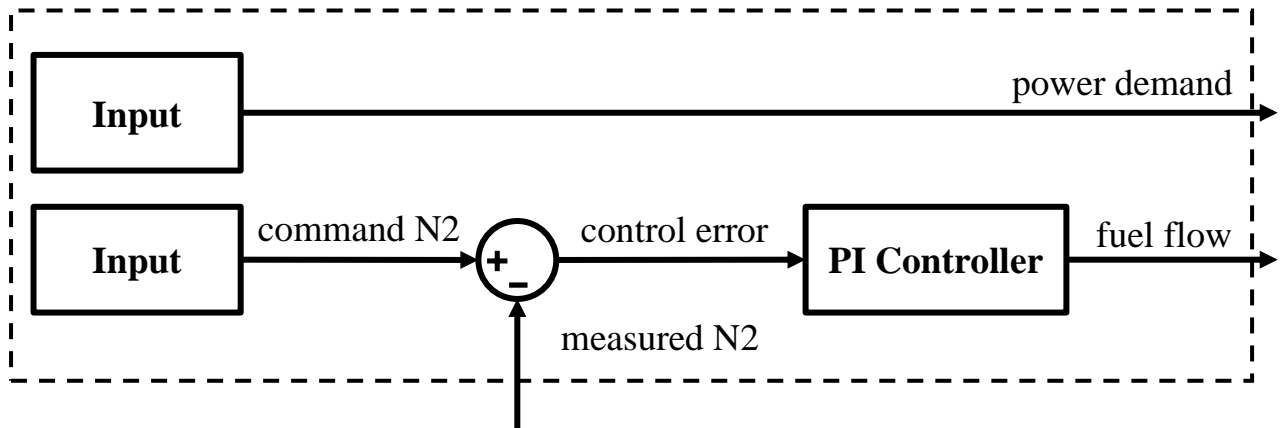 power demand
Input
command N2
control error
fuel flow
Input
+
−
PI Controller
measured N2